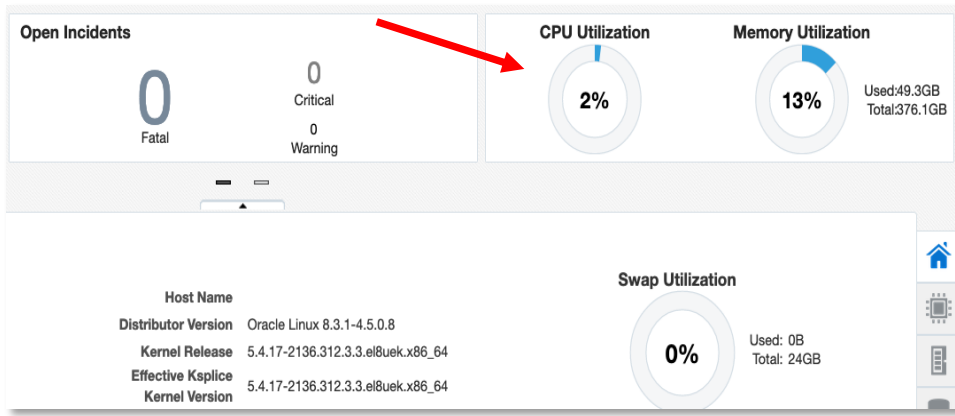 Open Incidents
0
Fatal
0
Critical
0
Warning
CPU Utilization
2%
Memory Utilization
13%
Used:49.3GB
Total:376.1GB
Host Name
Distributor Version Oracle Linux 8.3.1-4.5.0.8
Kernel Release 5.4.17-2136.312.3.3.el8uek.x86_64
Effective Ksplice
Kernel Version 5.4.17-2136.312.3.3.el8uek.x86_64
Swap Utilization
0%
Used: 0B
Total: 24GB